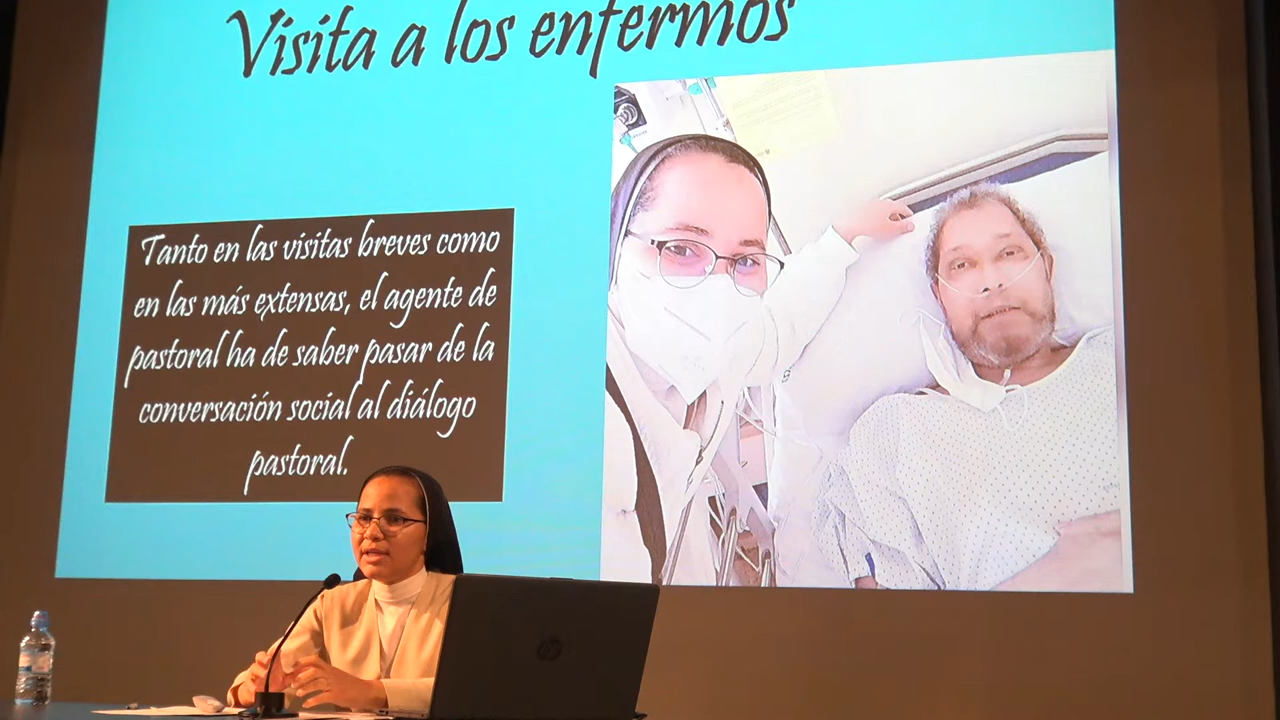 Visita a los enfermos
Tanto en las visitas breves como
en las más extensas, el agente de
pastoral ha de saber pasar de la
conversación social al diálogo
pastoral.
hp